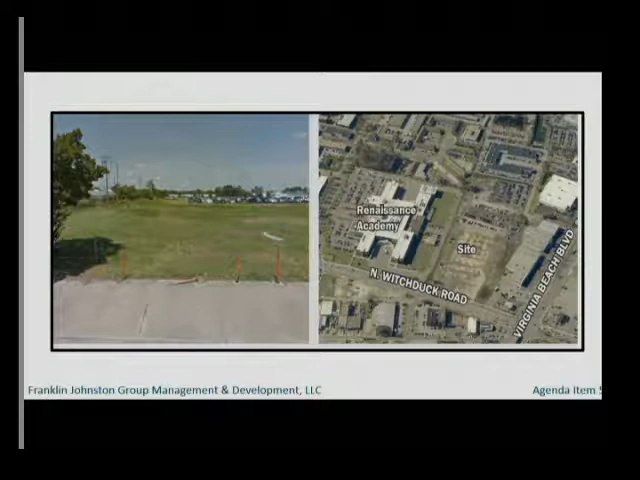 Renaissance
Academy
Site
N. WITCHDUCK ROAD
VIRGINIA BEACH BLVD
Franklin Johnston Group Management & Development, LLC
Agenda Item